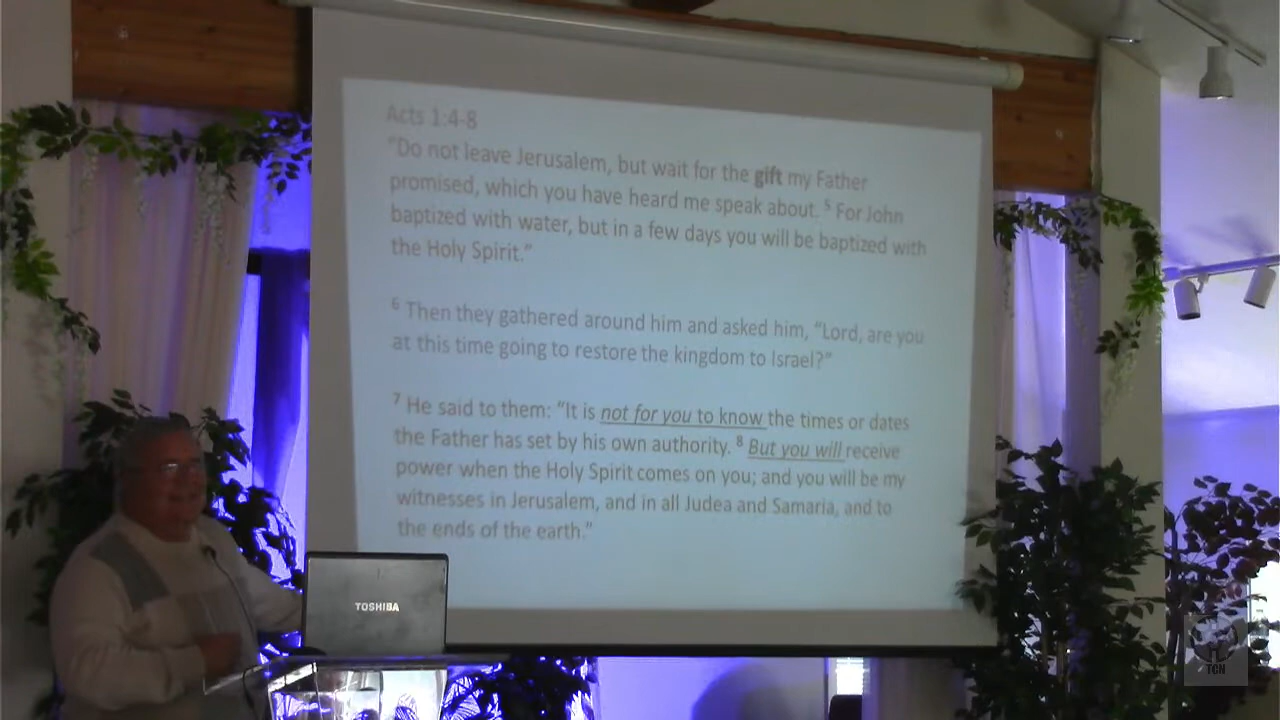 Acts 1:4-8
"Do not leave Jerusalem, but wait for the gift my Father
promised, which you have heard me speak about. ⁵ For John
baptized with water, but in a few days you will be baptized with
the Holy Spirit."
⁶ Then they gathered around him and asked him, "Lord, are you
at this time going to restore the kingdom to Israel?"
⁷ He said to them: "It is not for you to know the times or dates
the Father has set by his own authority. ⁸ But you will receive
power when the Holy Spirit comes on you; and you will be my
witnesses in Jerusalem, and in all Judea and Samaria, and to
the ends of the earth."
TOSHIBA
TCN